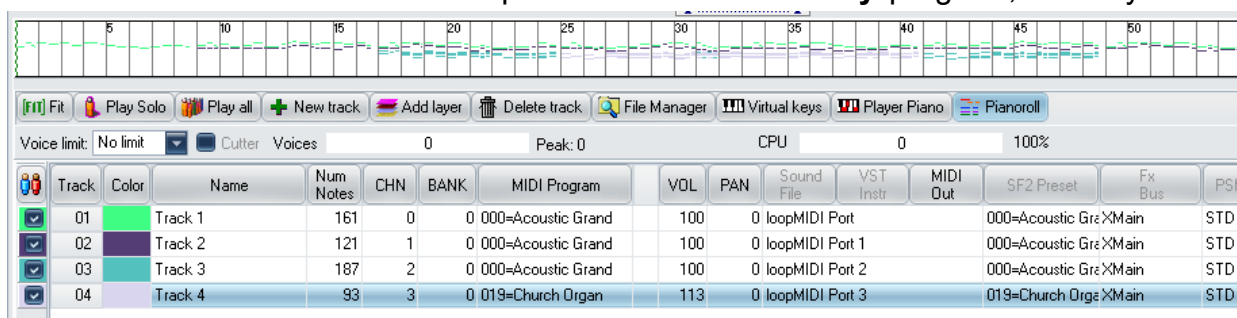 5 10 15 20 25 30 35 40 45 50
[FIT] Fit Play Solo Play all New track Add layer Delete track File Manager Virtual keys Player Piano Pianoroll
Voice limit: No limit Cutter Voices 0 Peak: 0 CPU 0 100%
Track Color Name Num Notes CHN BANK MIDI Program VOL PAN Sound File VST Instr MIDI Out SF2 Preset Fx Bus
01 Track 1 161 0 0 000=Acoustic Grand 100 0 loopMIDI Port 000=Acoustic Gra XMain STD
02 Track 2 121 1 0 000=Acoustic Grand 100 0 loopMIDI Port 1 000=Acoustic Gra XMain STD
03 Track 3 187 2 0 000=Acoustic Grand 100 0 loopMIDI Port 2 000=Acoustic Gra XMain STD
04 Track 4 93 3 0 019=Church Organ 113 0 loopMIDI Port 3 019=Church Orga XMain STD